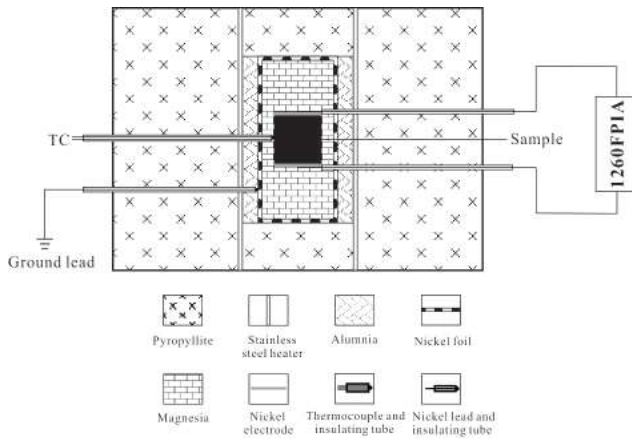 TC
Sample
1260FPIA
Ground lead
Pyropyllite
Stainless
steel heater
Alumnia
Nickel foil
Magnesia
Nickel
electrode
Thermocouple and
insulating tube
Nickel lead and
insulating tube